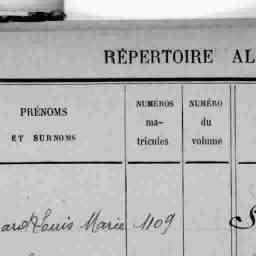 RÉPERTOIRE AL
PRÉNOMS
ET SURNOMS
NUMÉROS
ma-
tricules
NUMÉRO
du
volume
Louis Marie 1109